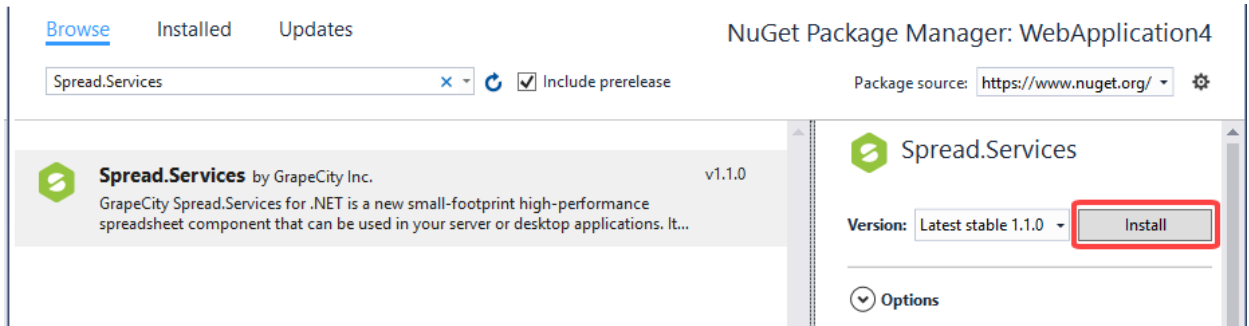 Browse Installed Updates NuGet Package Manager: WebApplication4
Spread.Services Include prerelease Package source: https://www.nuget.org/
Spread.Services by GrapeCity Inc. v1.1.0
GrapeCity Spread.Services for .NET is a new small-footprint high-performance
spreadsheet component that can be used in your server or desktop applications. It...
Spread.Services
Version: Latest stable 1.1.0 Install
Options